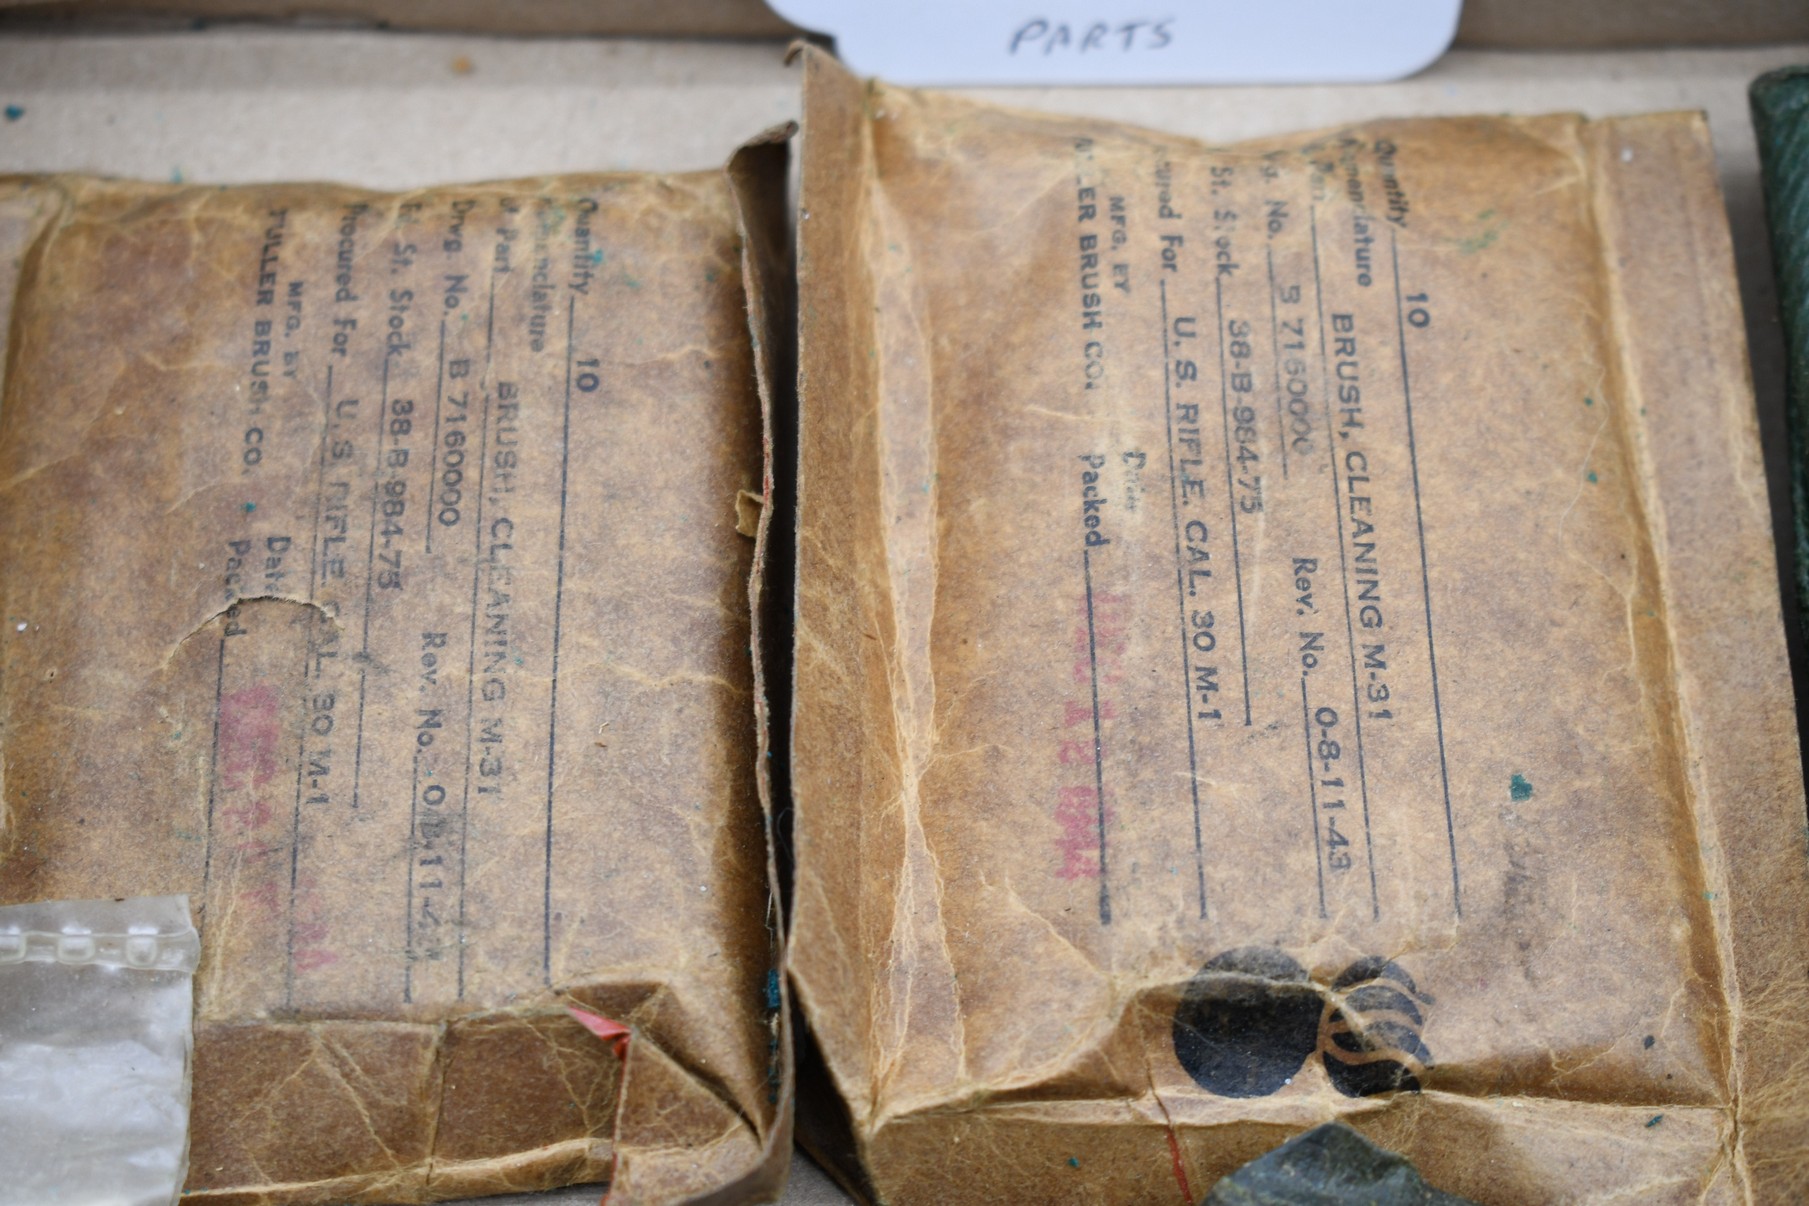 PARTS
Quantity 10
Nomenclature
of Part BRUSH, CLEANING M-31
Drwg. No. B 7160000 Rev. No. 0-8-11-43
St. Stock 38-B-984-75
Procured For U. S. RIFLE CAL. 30 M-1
MFG. BY Date
FULLER BRUSH CO. Packed
Quantity 10
Nomenclature
BRUSH, CLEANING M-31
No. B 7160000 Rev. No. 0-8-11-43
St. Stock 38-B-984-75
For U. S. RIFLE. CAL. 30 M-1
MFG. BY Date
BRUSH CO. Packed